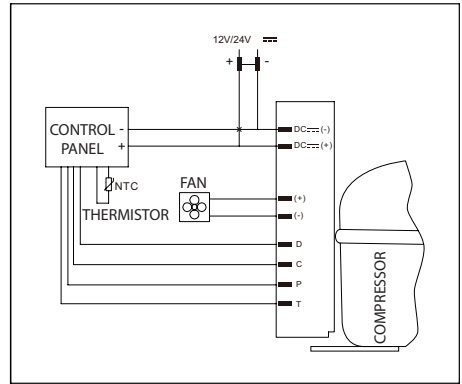 12V/24V
+ -
CONTROL -
PANEL +
DC (-)
DC (+)
NTC
THERMISTOR
FAN
(+)
(-)
D
C
P
T
COMPRESSOR